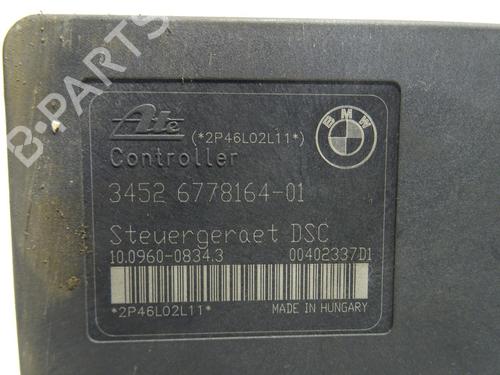 B-PARTS
Ate
(*2P46L02L11*)
BMW
Controller
3452 6778164-01
Steuergeraet DSC
10.0960-0834.3 00402337D1
*2P46L02L11*
MADE IN HUNGARY